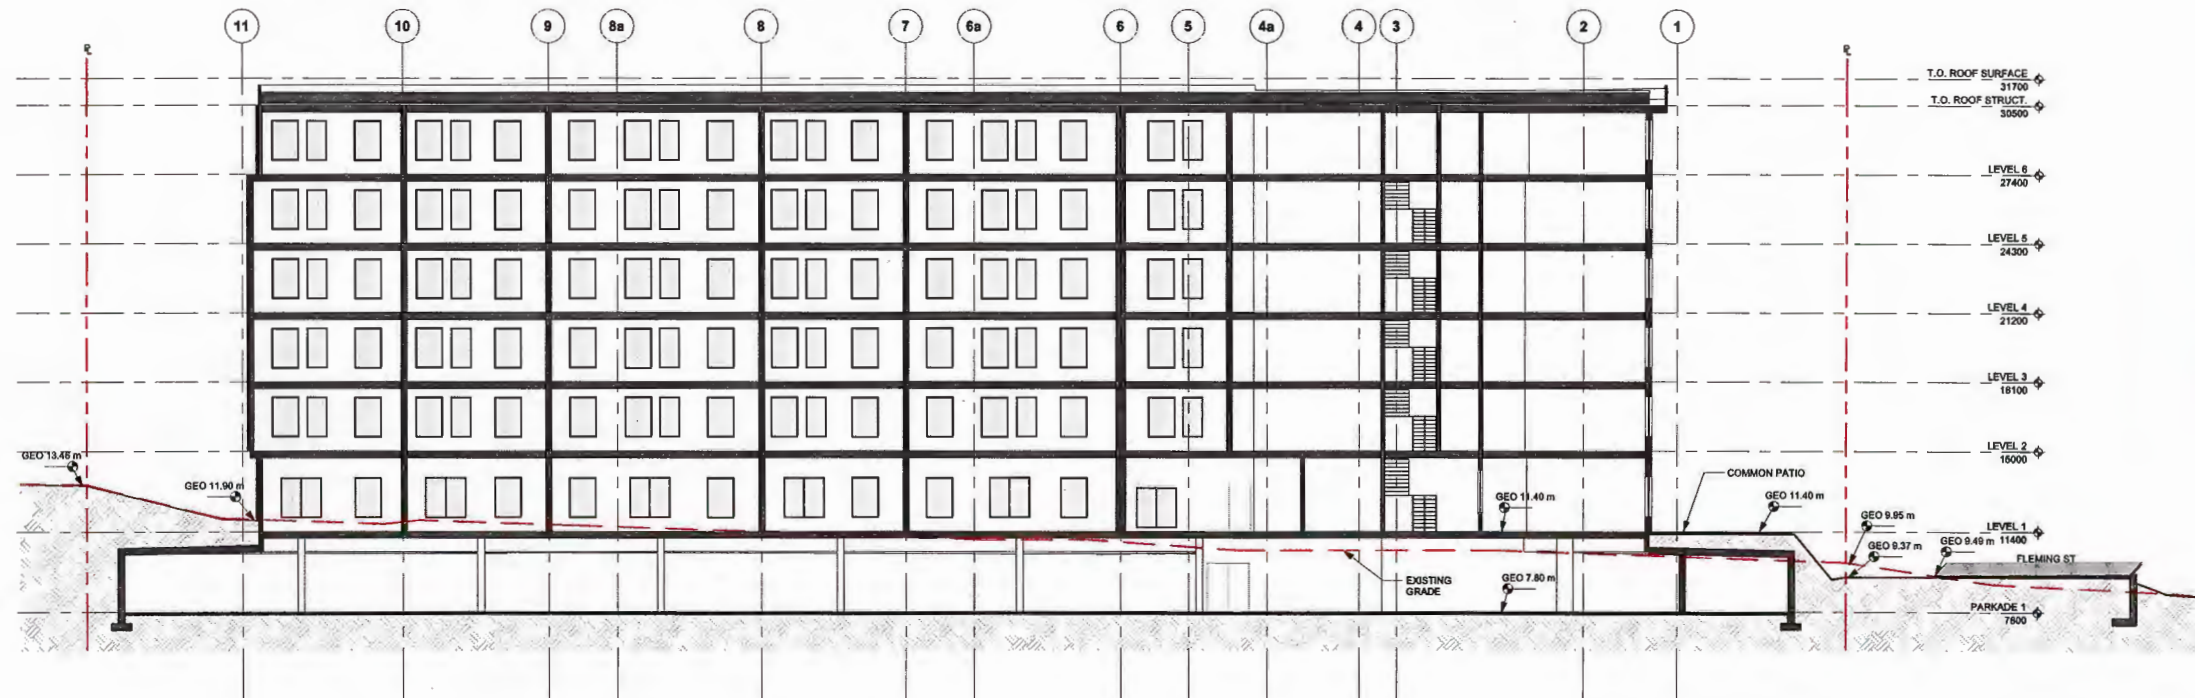 11 10 9 8a 8 7 6a 6 5 4a 4 3 2 1
PL PL
T.O. ROOF SURFACE
31700
T.O. ROOF STRUCT.
30500
LEVEL 6
27400
LEVEL 5
24300
LEVEL 4
21200
LEVEL 3
18100
LEVEL 2
15000
GEO 13.46 m
GEO 11.90 m
GEO 11.40 m
COMMON PATIO
GEO 11.40 m
GEO 9.95 m
LEVEL 1
11400
GEO 9.37 m
GEO 9.49 m
FLEMING ST
EXISTING
GRADE
GEO 7.80 m
PARKADE 1